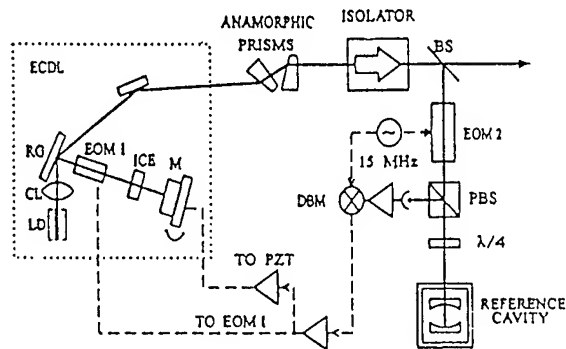 ANAMORPHIC
PRISMS
ISOLATOR
BS
ECDL
RG
EOM 1
ICE
M
CL
LD
15 MHz
EOM 2
DBM
PBS
λ/4
TO PZT
TO EOM 1
REFERENCE
CAVITY